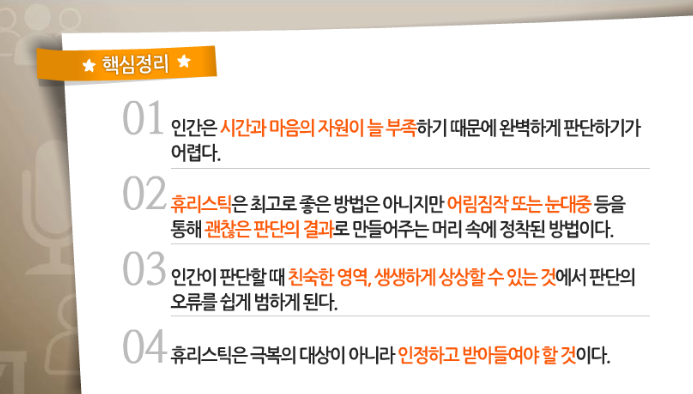 ★ 핵심정리 ★
01 인간은 시간과 마음의 자원이 늘 부족하기 때문에 완벽하게 판단하기가
어렵다.
02 휴리스틱은 최고로 좋은 방법은 아니지만 어림짐작 또는 눈대중 등을
통해 괜찮은 판단의 결과로 만들어주는 머리 속에 정착된 방법이다.
03 인간이 판단할 때 친숙한 영역, 생생하게 상상할 수 있는 것에서 판단의
오류를 쉽게 범하게 된다.
04 휴리스틱은 극복의 대상이 아니라 인정하고 받아들여야 할 것이다.